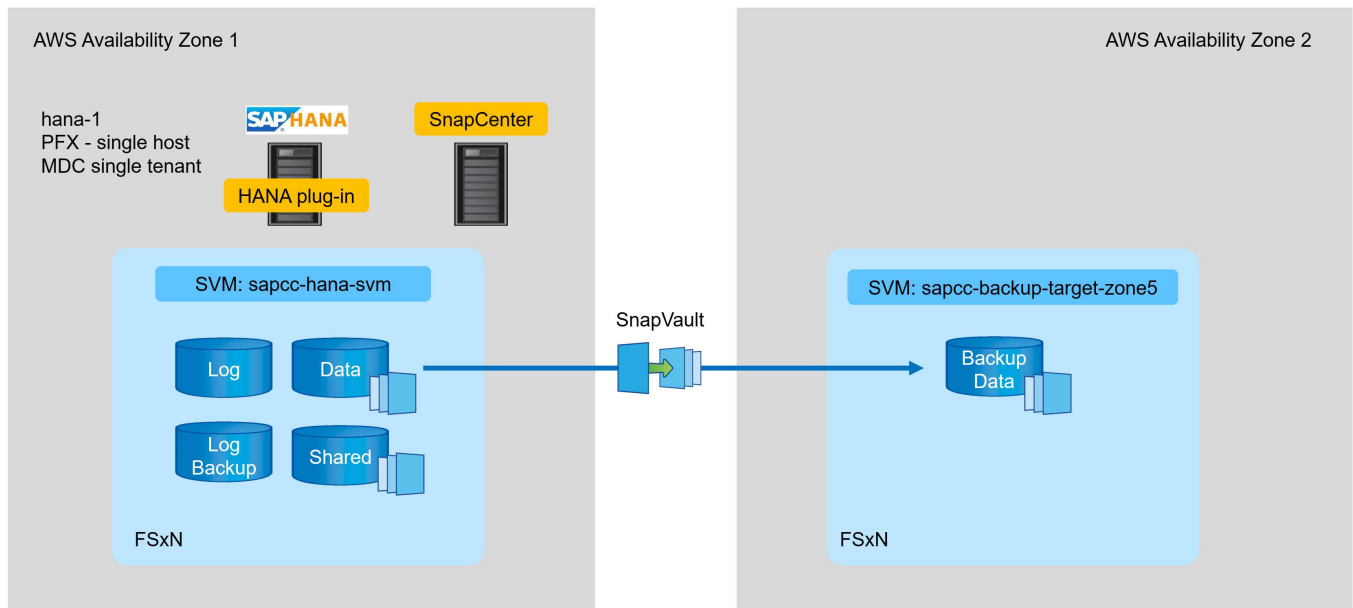 AWS Availability Zone 1
AWS Availability Zone 2
hana-1
PFX - single host
MDC single tenant
SAP HANA
SnapCenter
HANA plug-in
SVM: sapcc-hana-svm
Log
Data
Log
Backup
Shared
FSxN
SnapVault
SVM: sapcc-backup-target-zone5
Backup
Data
FSxN